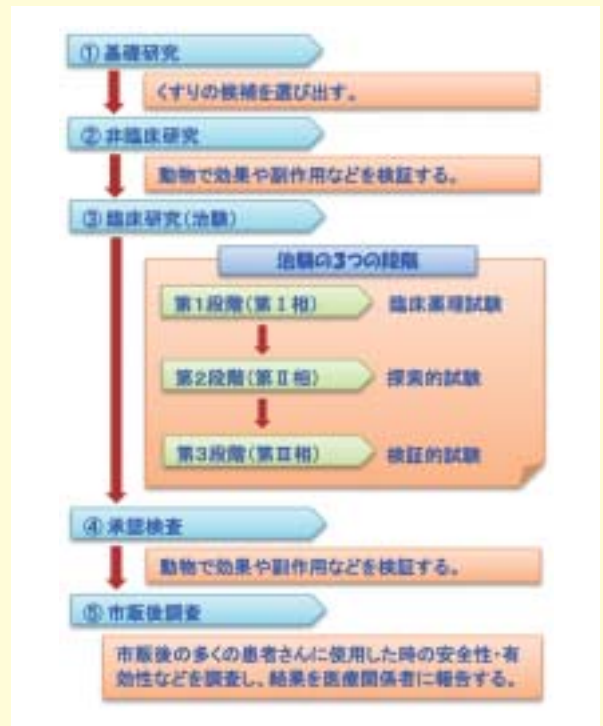 ① 基礎研究
くすりの候補を選び出す。
② 非臨床研究
動物で効果や副作用などを検証する。
③ 臨床研究(治験)
治験の3つの段階
第1段階(第Ⅰ相) 臨床薬理試験
第2段階(第Ⅱ相) 探索的試験
第3段階(第Ⅲ相) 検証的試験
④ 承認検査
動物で効果や副作用などを検証する。
⑤ 市販後調査
市販後の多くの患者さんに使用した時の安全性・有
効性などを調査し、結果を医療関係者に報告する。